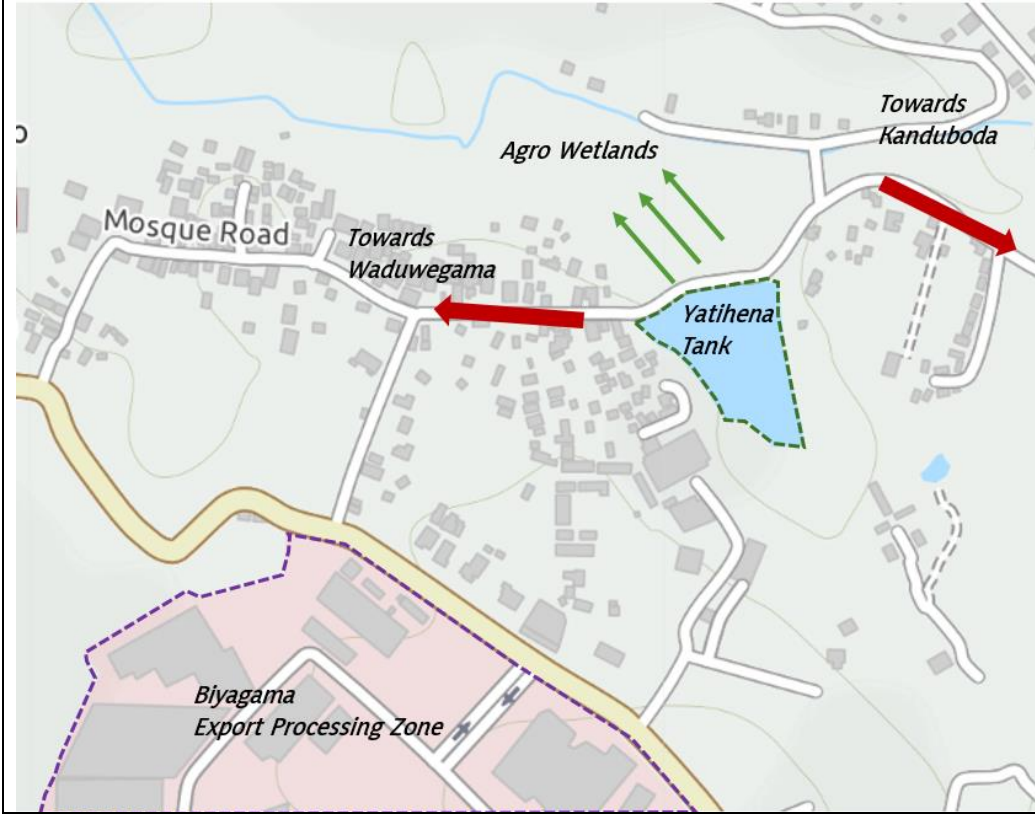 Towards
Kanduboda
Agro Wetlands
o
Mosque Road
Towards
Waduwegama
Yatihena
Tank
Biyagama
Export Processing Zone